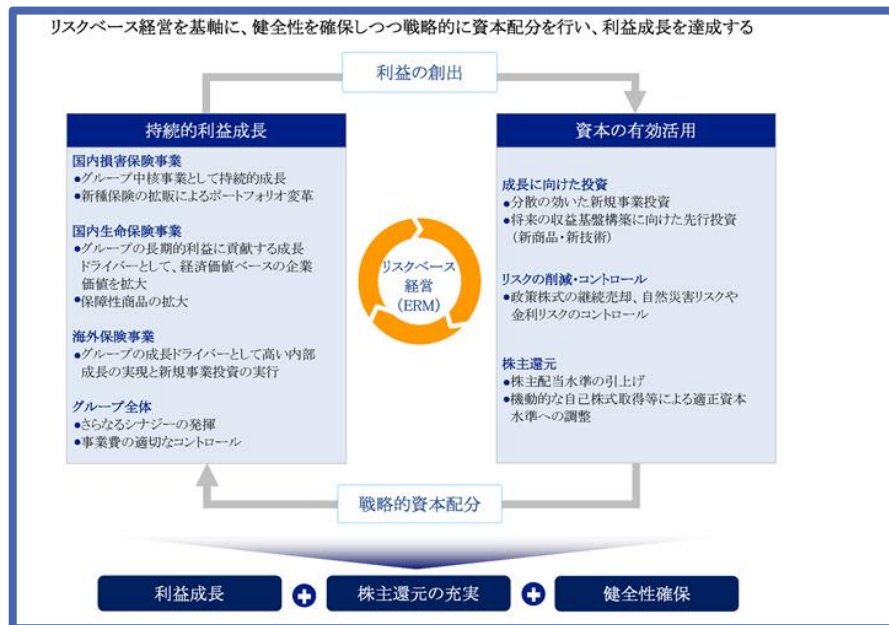 リスクベース経営を基軸に、健全性を確保しつつ戦略的に資本配分を行い、利益成長を達成する
利益の創出
持続的利益成長
国内損害保険事業
●グループ中核事業として持続的成長
●新種保険の拡販によるポートフォリオ変革
国内生命保険事業
●グループの長期的利益に貢献する成長
ドライバーとして、経済価値ベースの企業
価値を拡大
●保障性商品の拡大
海外保険事業
●グループの成長ドライバーとして高い内部
成長の実現と新規事業投資の実行
グループ全体
●さらなるシナジーの発揮
●事業費の適切なコントロール
リスクベース
経営
(ERM)
資本の有効活用
成長に向けた投資
●分散の効いた新規事業投資
●将来の収益基盤構築に向けた先行投資
(新商品・新技術)
リスクの削減・コントロール
●政策株式の継続売却、自然災害リスクや
金利リスクのコントロール
株主還元
●株主配当水準の引上げ
●機動的な自己株式取得等による適正資本
水準への調整
戦略的資本配分
利益成長
株主還元の充実
健全性確保